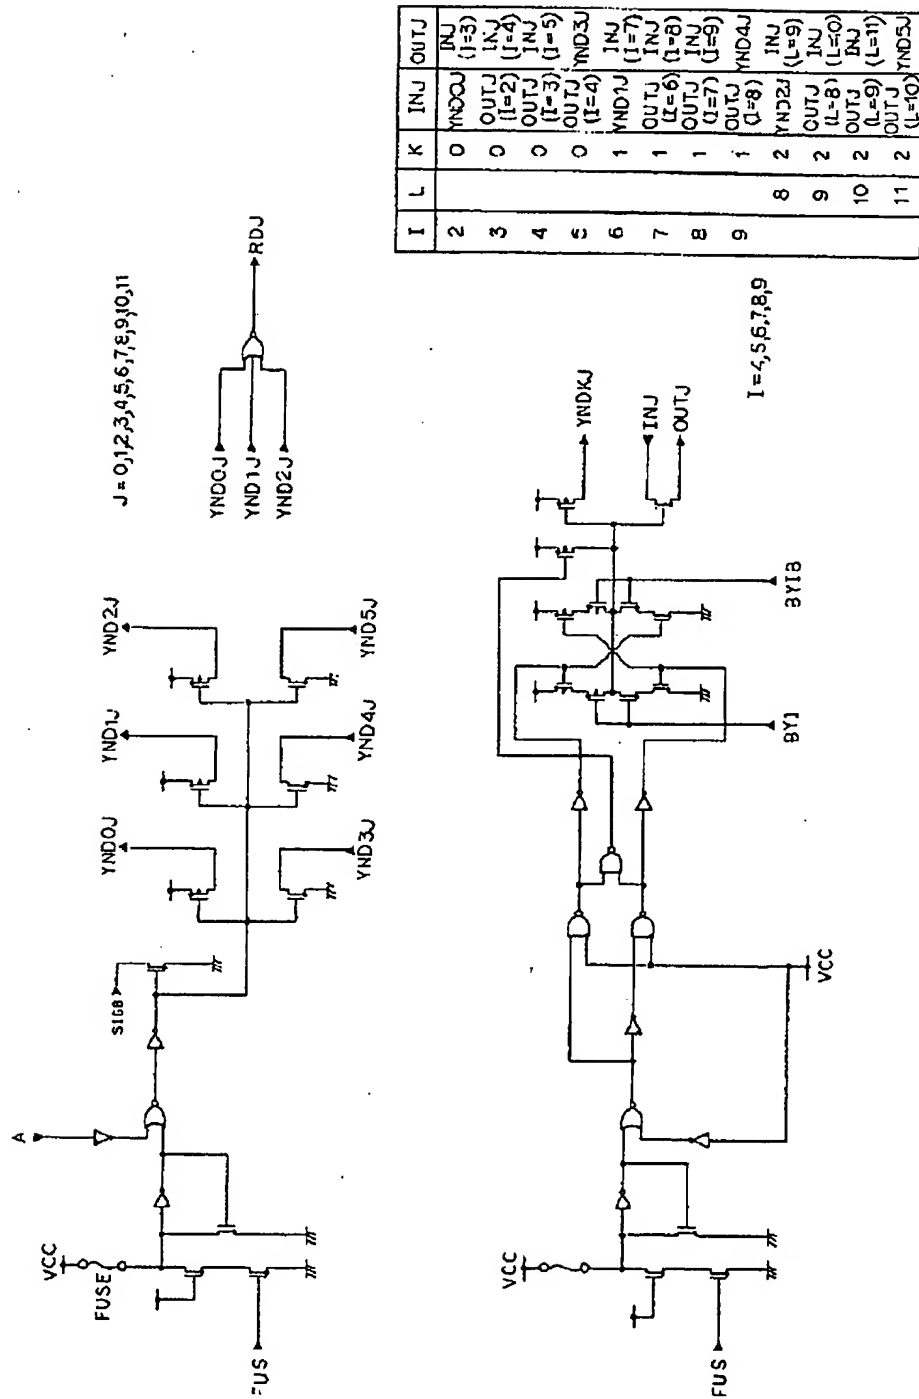 A
VCC
FUSE
FUS
SIGB
YND0J
YND1J
YND2J
YND3J
YND4J
YND5J
J=0,1,2,3,4,5,6,7,8,9,10,11
YND0J
YND1J
YND2J
RDJ
VCC
FUS
VCC
BYI
BYIB
YNDKJ
INJ
OUTJ
I=4,5,6,7,8,9
I L K INJ OUTJ
2 0 YND0J INJ (I=3)
3 0 OUTJ (I=2) INJ (I=4)
4 0 OUTJ (I=3) INJ (I=5)
5 0 OUTJ (I=4) YND3J
6 1 YND1J INJ (I=7)
7 1 OUTJ (I=6) INJ (I=8)
8 1 OUTJ (I=7) INJ (I=9)
9 1 OUTJ (I=8) YND4J
8 2 YND2J INJ (L=9)
9 2 OUTJ (L=8) INJ (L=10)
10 2 OUTJ (L=9) INJ (L=11)
11 2 OUTJ (L=10) YND5J